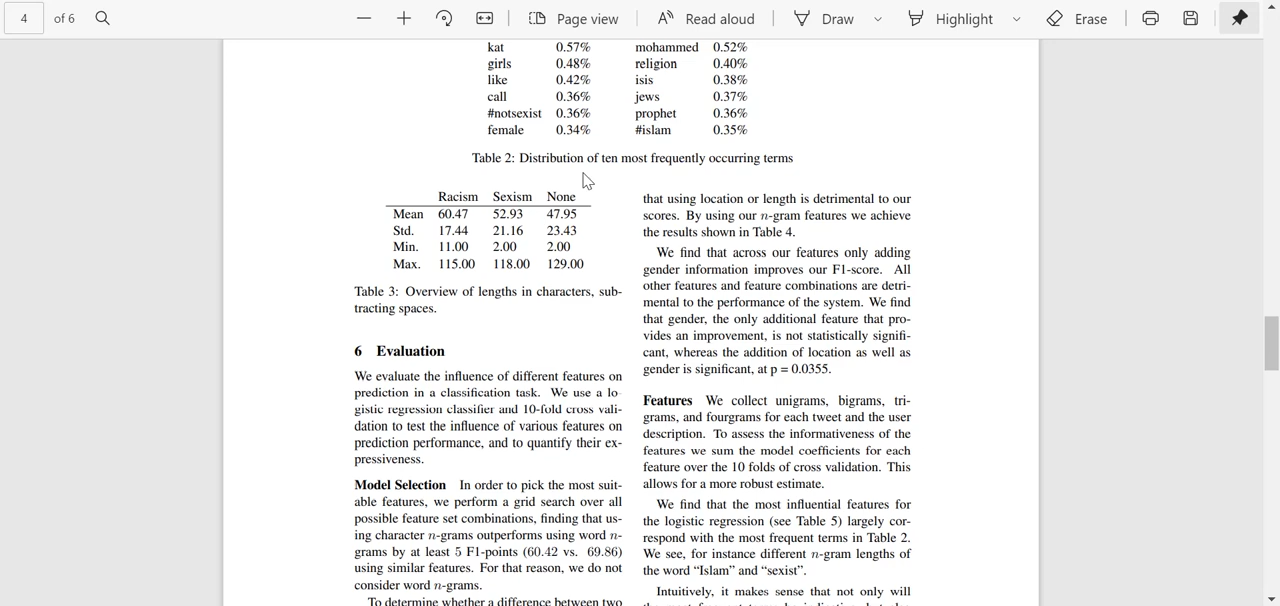 4 of 6 Page view Read aloud Draw Highlight Erase
kat 0.57% mohammed 0.52%
girls 0.48% religion 0.40%
like 0.42% isis 0.38%
call 0.36% jews 0.37%
#notsexist 0.36% prophet 0.36%
female 0.34% #islam 0.35%
Table 2: Distribution of ten most frequently occurring terms
Racism Sexism None
Mean 60.47 52.93 47.95
Std. 17.44 21.16 23.43
Min. 11.00 2.00 2.00
Max. 115.00 118.00 129.00
Table 3: Overview of lengths in characters, sub-
tracting spaces.
6 Evaluation
We evaluate the influence of different features on
prediction in a classification task. We use a lo-
gistic regression classifier and 10-fold cross vali-
dation to test the influence of various features on
prediction performance, and to quantify their ex-
pressiveness.
Model Selection In order to pick the most suit-
able features, we perform a grid search over all
possible feature set combinations, finding that us-
ing character n-grams outperforms using word n-
grams by at least 5 F1-points (60.42 vs. 69.86)
using similar features. For that reason, we do not
consider word n-grams.
To determine whether a difference between two
that using location or length is detrimental to our
scores. By using our n-gram features we achieve
the results shown in Table 4.
We find that across our features only adding
gender information improves our F1-score. All
other features and feature combinations are detri-
mental to the performance of the system. We find
that gender, the only additional feature that pro-
vides an improvement, is not statistically signifi-
cant, whereas the addition of location as well as
gender is significant, at p = 0.0355.
Features We collect unigrams, bigrams, tri-
grams, and fourgrams for each tweet and the user
description. To assess the informativeness of the
features we sum the model coefficients for each
feature over the 10 folds of cross validation. This
allows for a more robust estimate.
We find that the most influential features for
the logistic regression (see Table 5) largely cor-
respond with the most frequent terms in Table 2.
We see, for instance different n-gram lengths of
the word “Islam” and “sexist”.
Intuitively, it makes sense that not only will